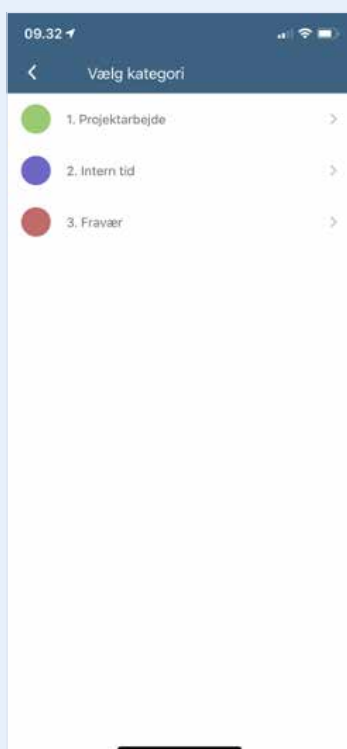 09.32
Vælg kategori
1. Projektarbejde
2. Intern tid
3. Fravær